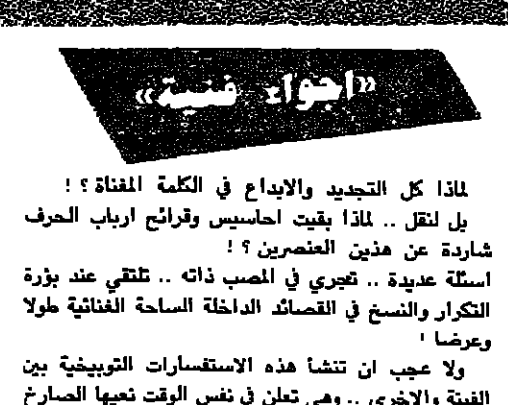 «اجواء فنية»
لماذا كل التجديد والابداع في الكلمة المغناة ؟ !
بل لنقل .. لماذا بقيت احاسيس وقرائح ارباب الحرف
شاردة عن هذين العنصرين ؟ !
اسئلة عديدة .. تجري في المصب ذاته .. تلتقي عند بؤرة
التكرار والنسخ في القصائد الداخلة الساحة الغنائية طولا
وعرضا !
ولا عجب ان تنشأ هذه الاستفسارات التوبيخية بين
الفينة والاخرى .. وهي تعلن في نفس الوقت نعيها الصارخ